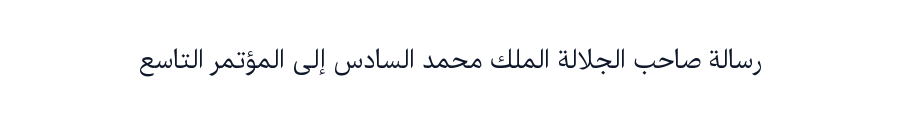 رسالة صاحب الجلالة الملك محمد السادس إلى المؤتمر التاسع